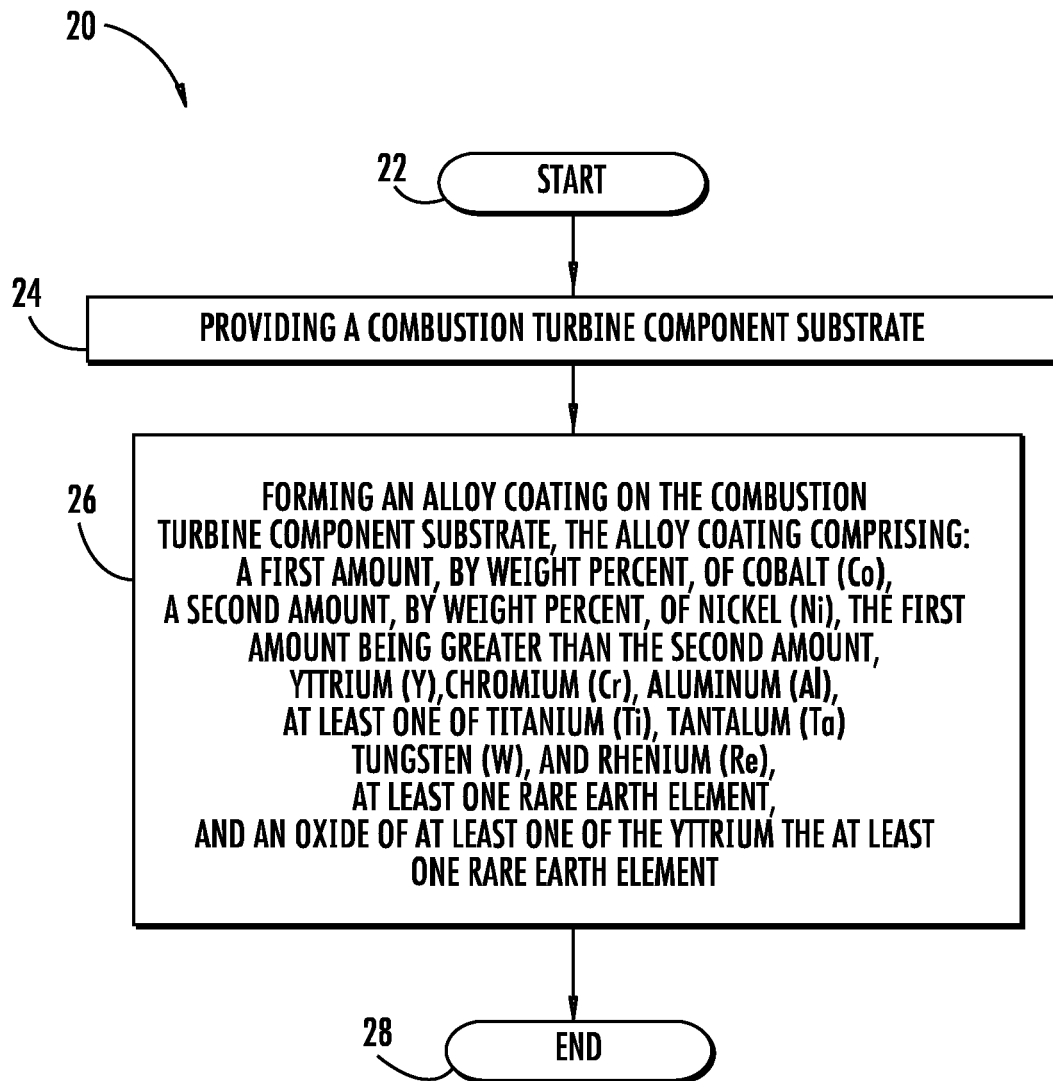 20
22
START
24
PROVIDING A COMBUSTION TURBINE COMPONENT SUBSTRATE
26
FORMING AN ALLOY COATING ON THE COMBUSTION
TURBINE COMPONENT SUBSTRATE, THE ALLOY COATING COMPRISING:
A FIRST AMOUNT, BY WEIGHT PERCENT, OF COBALT (Co),
A SECOND AMOUNT, BY WEIGHT PERCENT, OF NICKEL (Ni), THE FIRST
AMOUNT BEING GREATER THAN THE SECOND AMOUNT,
YTTRIUM (Y),CHROMIUM (Cr), ALUMINUM (Al),
AT LEAST ONE OF TITANIUM (Ti), TANTALUM (Ta)
TUNGSTEN (W), AND RHENIUM (Re),
AT LEAST ONE RARE EARTH ELEMENT,
AND AN OXIDE OF AT LEAST ONE OF THE YTTRIUM THE AT LEAST
ONE RARE EARTH ELEMENT
28
END